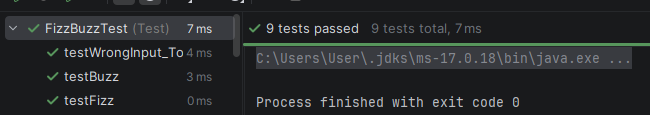 FizzBuzzTest (Test) 7 ms
testWrongInput_To 4 ms
testBuzz 3 ms
testFizz 0 ms
9 tests passed 9 tests total, 7 ms
C:\Users\User\.jdks\ms-17.0.18\bin\java.exe ...
Process finished with exit code 0